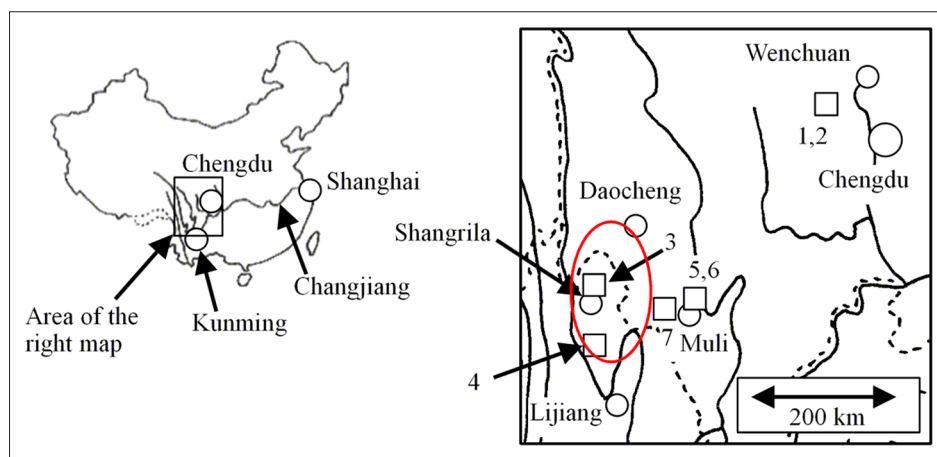 Chengdu
Shanghai
Changjiang
Kunming
Area of the
right map
Wenchuan
1,2
Chengdu
Daocheng
Shangrila
3
5,6
7
Muli
4
Lijiang
200 km